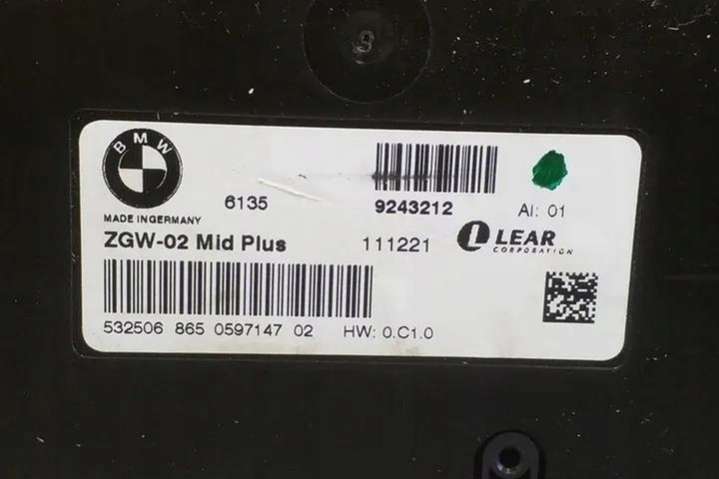 9
BMW
6135
9243212
AI: 01
MADE INGERMANY
ZGW-02 Mid Plus
111221
L LEAR
CORPORATION
532506 865 0597147 02
HW: 0.C1.0